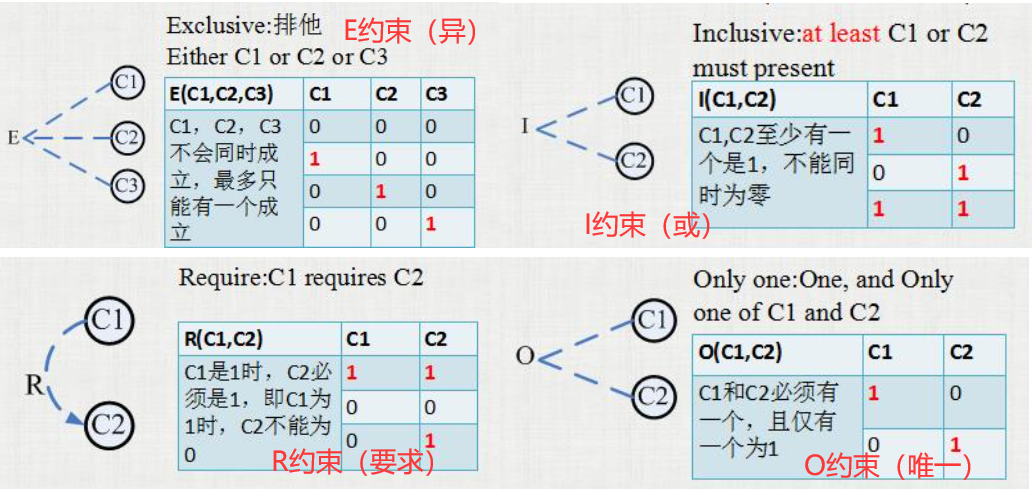 Exclusive:排他
E约束（异）
Either C1 or C2 or C3
E
C1
C2
C3
E(C1,C2,C3) C1 C2 C3
C1，C2，C3
不会同时成
立，最多只
能有一个成
立
0 0 0
1 0 0
0 1 0
0 0 1
Inclusive:at least C1 or C2
must present
I
C1
C2
I(C1,C2) C1 C2
C1,C2至少有一
个是1，不能同
时为零
1 0
0 1
1 1
I约束（或）
Require:C1 requires C2
R
C1
C2
R(C1,C2) C1 C2
C1是1时，C2必
须是1，即C1为
1时，C2不能为
0
1 1
0 0
0 1
R约束（要求）
Only one:One, and Only
one of C1 and C2
O
C1
C2
O(C1,C2) C1 C2
C1和C2必须有
一个，且仅有
一个为1
1 0
0 1
O约束（唯一）